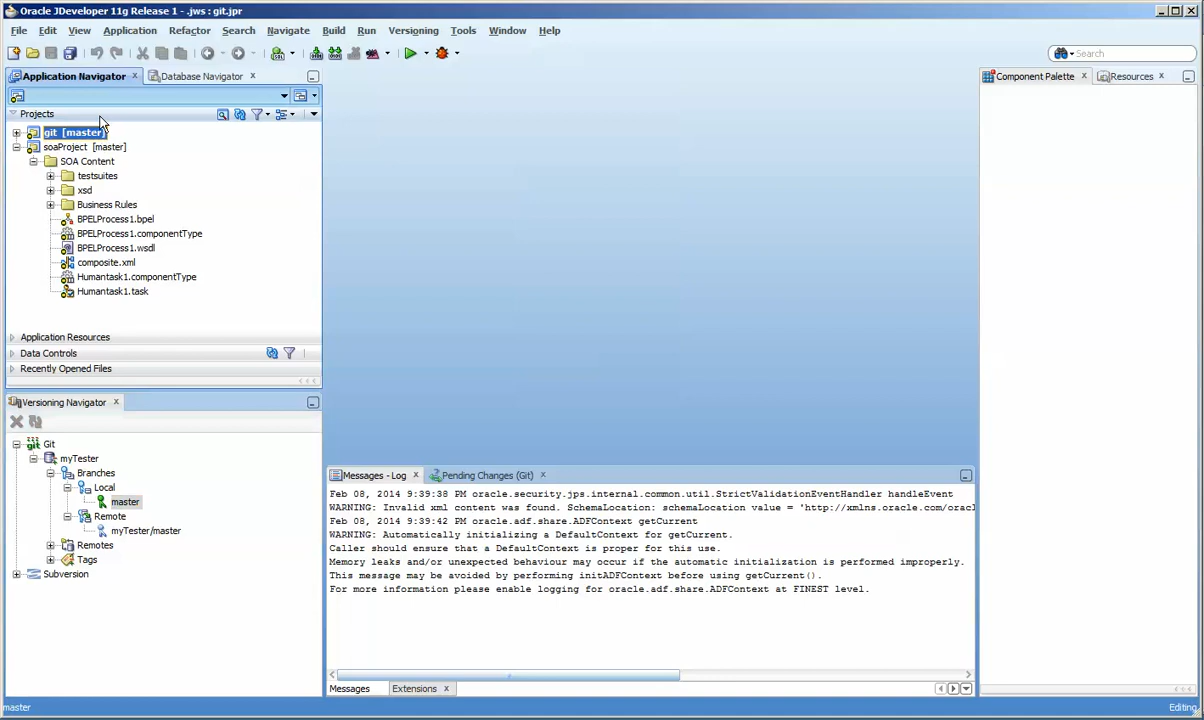 Oracle JDeveloper 11g Release 1 - .jws : git.jpr
File Edit View Application Refactor Search Navigate Build Run Versioning Tools Window Help
Search
Application Navigator
Database Navigator
Component Palette
Resources
Projects
git [master]
soaProject [master]
SOA Content
testsuites
xsd
Business Rules
BPELProcess1.bpel
BPELProcess1.componentType
BPELProcess1.wsdl
composite.xml
Humantask1.componentType
Humantask1.task
Application Resources
Data Controls
Recently Opened Files
Versioning Navigator
Git
myTester
Branches
Local
master
Remote
myTester/master
Remotes
Tags
Subversion
Messages - Log
Pending Changes (Git)
Feb 08, 2014 9:39:38 PM oracle.security.jps.internal.common.util.StrictValidationEventHandler handleEvent
WARNING: Invalid xml content was found. SchemaLocation: schemaLocation value = 'http://xmlns.oracle.com/oracl
Feb 08, 2014 9:39:42 PM oracle.adf.share.ADFContext getCurrent
WARNING: Automatically initializing a DefaultContext for getCurrent.
Caller should ensure that a DefaultContext is proper for this use.
Memory leaks and/or unexpected behaviour may occur if the automatic initialization is performed improperly.
This message may be avoided by performing initADFContext before using getCurrent().
For more information please enable logging for oracle.adf.share.ADFContext at FINEST level.
Messages
Extensions
master
Editing